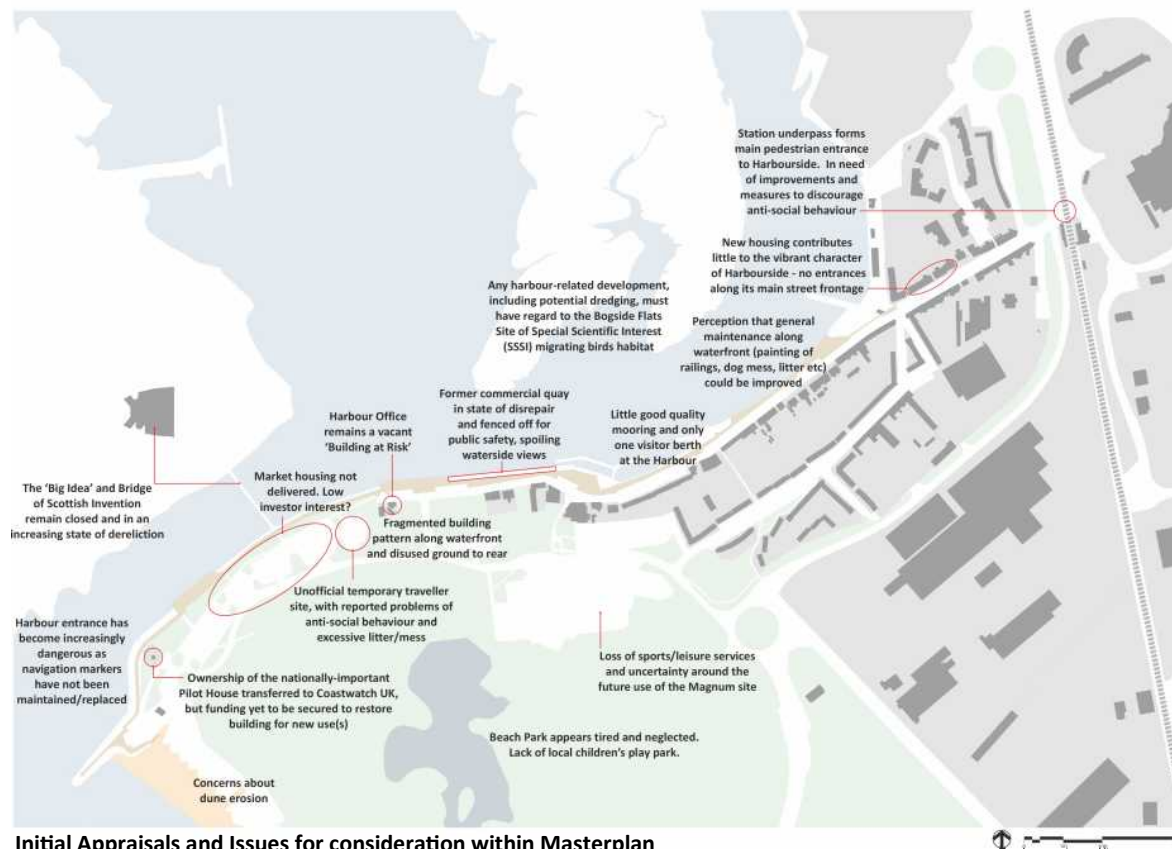 Station underpass forms
main pedestrian entrance
to Harbourside.  In need
of improvements and
measures to discourage
anti-social behaviour
New housing contributes
little to the vibrant character
of Harbourside - no entrances
along its main street frontage
Any harbour-related development,
including potential dredging, must
have regard to the Bogside Flats
Site of Special Scientific Interest
(SSSI) migrating birds habitat
Perception that general
maintenance along
waterfront (painting of
railings, dog mess, litter etc)
could be improved
Former commercial quay
in state of disrepair
and fenced off for
public safety, spoiling
waterside views
Harbour Office
remains a vacant
‘Building at Risk’
Little good quality
mooring and only
one visitor berth
at the Harbour
Market housing not
delivered. Low
investor interest?
The ‘Big Idea’ and Bridge
of Scottish Invention
remain closed and in an
increasing state of dereliction
Fragmented building
pattern along waterfront
and disused ground to rear
Unofficial temporary traveller
site, with reported problems of
anti-social behaviour and
excessive litter/mess
Harbour entrance has
become increasingly
dangerous as
navigation markers
have not been
maintained/replaced
Ownership of the nationally-important
Pilot House transferred to Coastwatch UK,
but funding yet to be secured to restore
building for new use(s)
Loss of sports/leisure services
and uncertainty around the
future use of the Magnum site
Beach Park appears tired and neglected.
Lack of local children’s play park.
Concerns about
dune erosion
Initial Appraisals and Issues for consideration within Masterplan